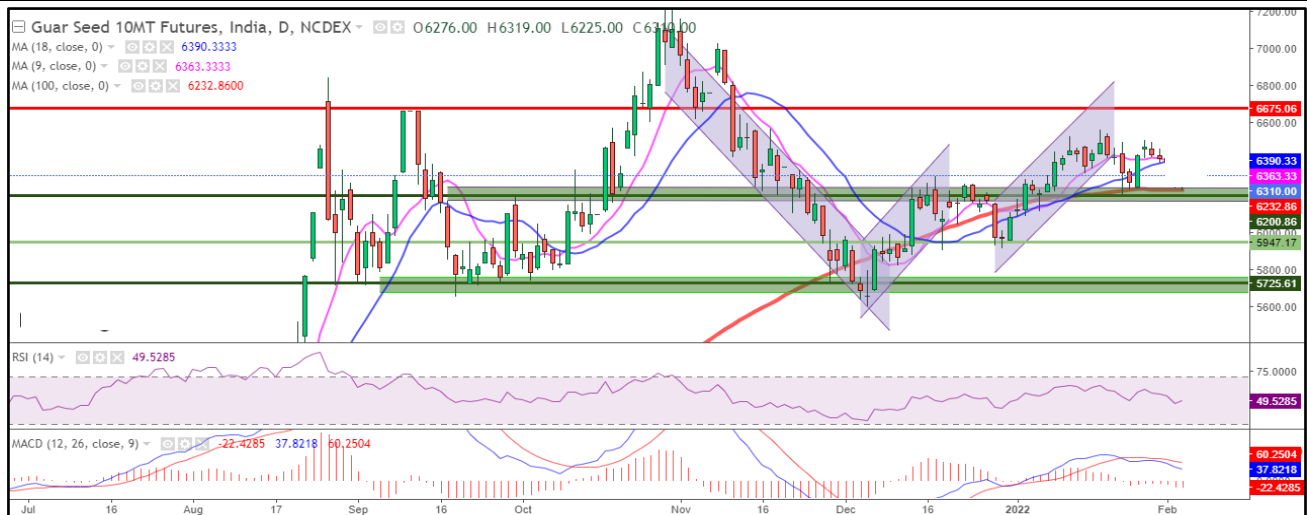 Guar Seed 10MT Futures, India, D, NCDEX O6276.00 H6319.00 L6225.00 C6310.00
MA (18, close, 0) 6390.3333
MA (9, close, 0) 6363.3333
MA (100, close, 0) 6232.8600
7200.00
7000.00
6800.00
6675.06
6600.00
6390.33
6363.33
6310.00
6232.86
6200.86
6000.00
5947.17
5800.00
5725.61
5600.00
RSI (14) 49.5285
75.0000
49.5285
MACD (12, 26, close, 9) -22.4285 37.8218 60.2504
60.2504
37.8218
-22.4285
Jul 16 Aug 17 Sep 16 Oct Nov 16 Dec 16 2022 17 Feb